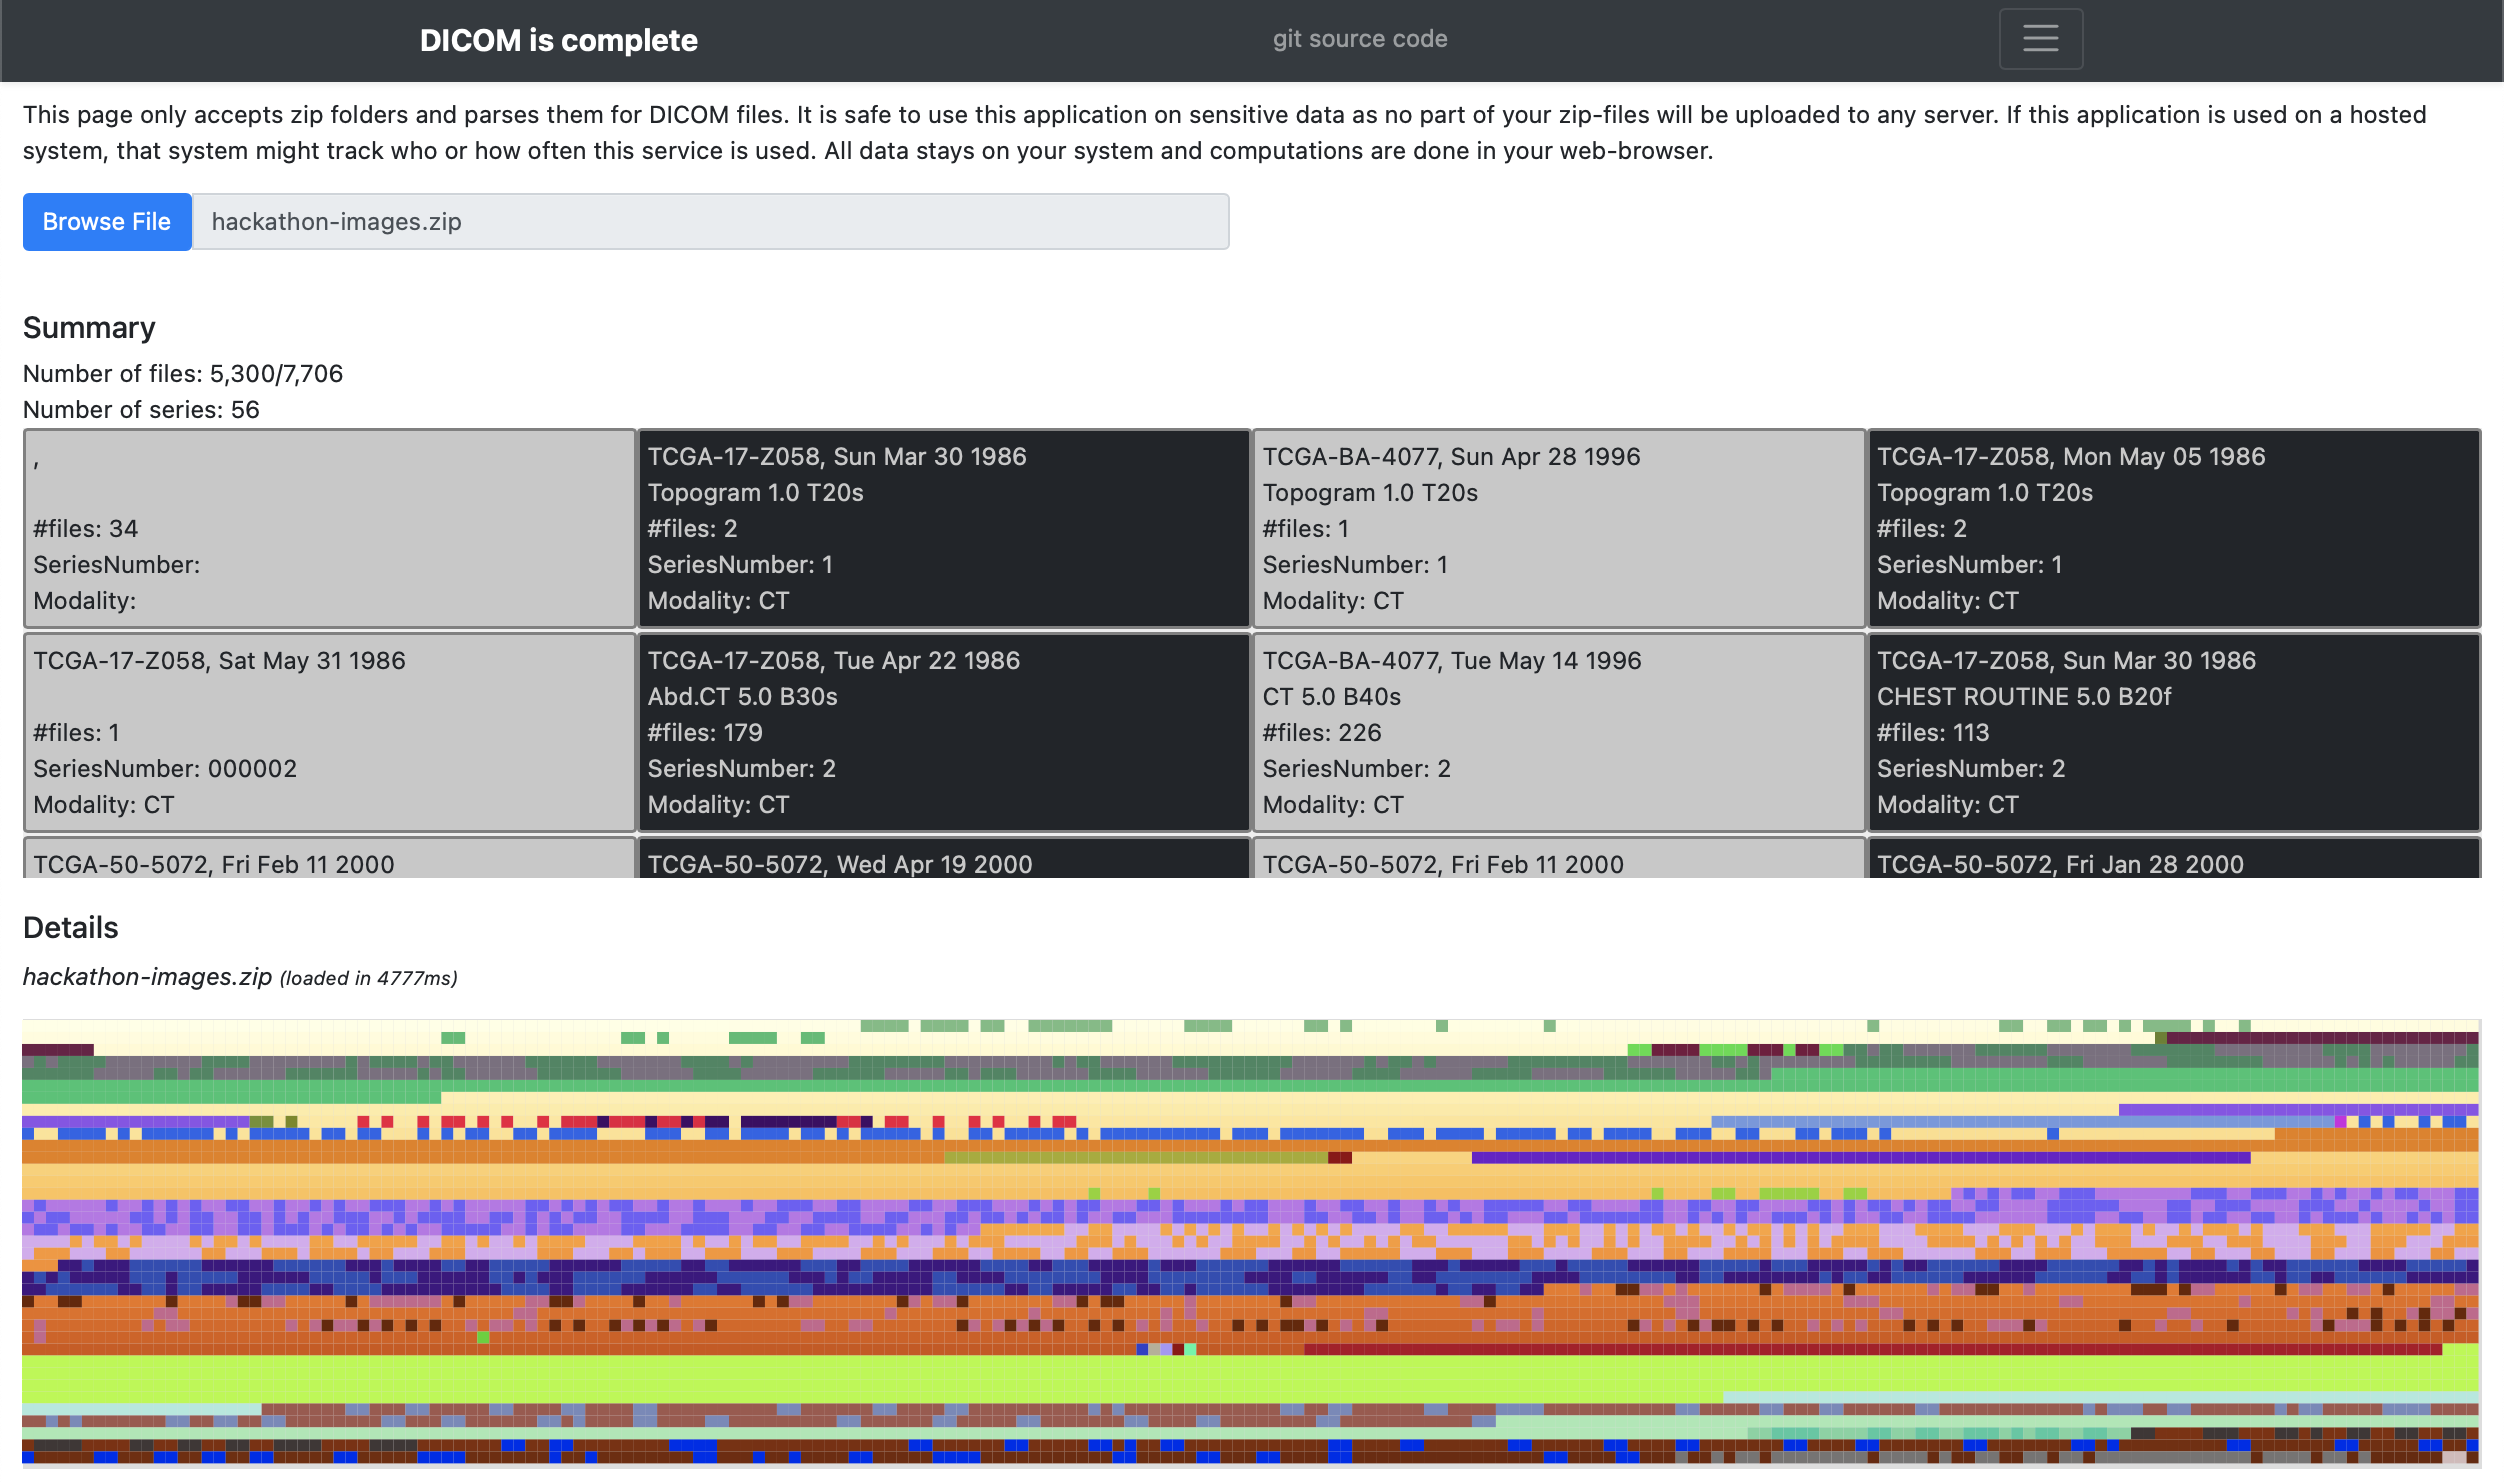 DICOM is complete
git source code
This page only accepts zip folders and parses them for DICOM files. It is safe to use this application on sensitive data as no part of your zip-files will be uploaded to any server. If this application is used on a hosted
system, that system might track who or how often this service is used. All data stays on your system and computations are done in your web-browser.
Browse File
hackathon-images.zip
Summary
Number of files: 5,300/7,706
Number of series: 56
,
#files: 34
SeriesNumber:
Modality:
TCGA-17-Z058, Sun Mar 30 1986
Topogram 1.0 T20s
#files: 2
SeriesNumber: 1
Modality: CT
TCGA-BA-4077, Sun Apr 28 1996
Topogram 1.0 T20s
#files: 1
SeriesNumber: 1
Modality: CT
TCGA-17-Z058, Mon May 05 1986
Topogram 1.0 T20s
#files: 2
SeriesNumber: 1
Modality: CT
TCGA-17-Z058, Sat May 31 1986
#files: 1
SeriesNumber: 000002
Modality: CT
TCGA-17-Z058, Tue Apr 22 1986
Abd.CT 5.0 B30s
#files: 179
SeriesNumber: 2
Modality: CT
TCGA-BA-4077, Tue May 14 1996
CT 5.0 B40s
#files: 226
SeriesNumber: 2
Modality: CT
TCGA-17-Z058, Sun Mar 30 1986
CHEST ROUTINE 5.0 B20f
#files: 113
SeriesNumber: 2
Modality: CT
TCGA-50-5072, Fri Feb 11 2000
TCGA-50-5072, Wed Apr 19 2000
TCGA-50-5072, Fri Feb 11 2000
TCGA-50-5072, Fri Jan 28 2000
Details
hackathon-images.zip (loaded in 4777ms)